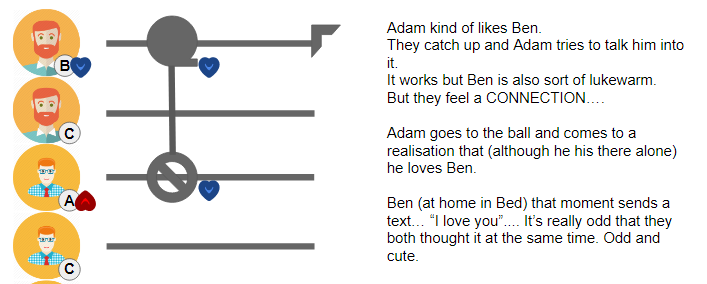 B
C
A
C
Adam kind of likes Ben.
They catch up and Adam tries to talk him into
it.
It works but Ben is also sort of lukewarm.
But they feel a CONNECTION….
Adam goes to the ball and comes to a
realisation that (although he his there alone)
he loves Ben.
Ben (at home in Bed) that moment sends a
text… “I love you”.... It’s really odd that they
both thought it at the same time. Odd and
cute.